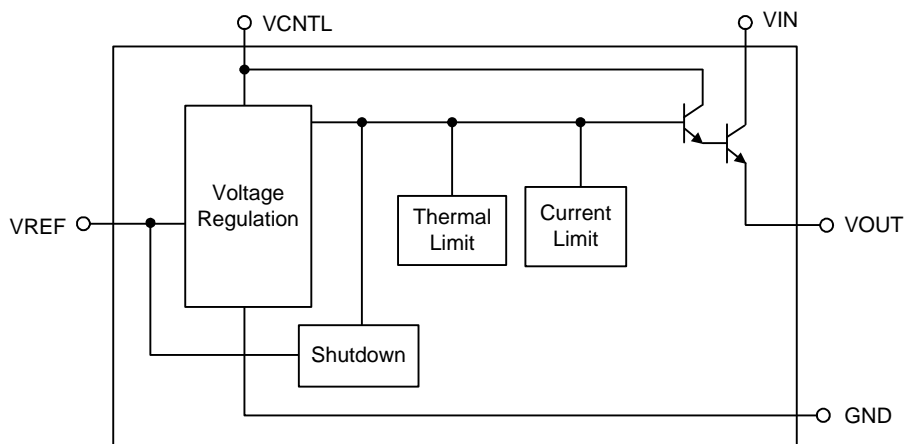 VCNTL
VIN
Voltage
Regulation
Thermal
Limit
Current
Limit
VREF
VOUT
Shutdown
GND